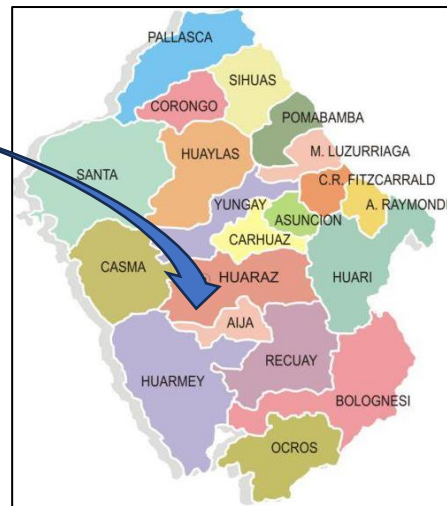 PALLASCA
SIHUAS
CORONGO
POMABAMBA
HUAYLAS
M. LUZURRIAGA
SANTA
C.R. FITZCARRALD
YUNGAY
A. RAYMONDI
ASUNCION
CARHUAZ
CASMA
HUARAZ
HUARI
AIJA
RECUAY
HUARMEY
BOLOGNESI
OCROS